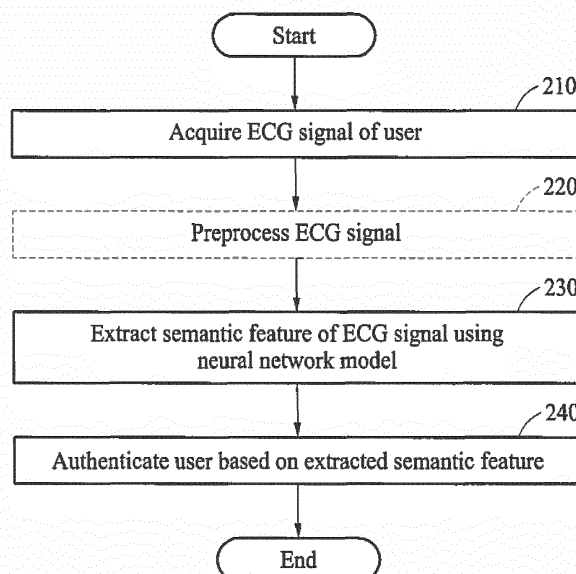 Start
210
Acquire ECG signal of user
220
Preprocess ECG signal
230
Extract semantic feature of ECG signal using
neural network model
240
Authenticate user based on extracted semantic feature
End